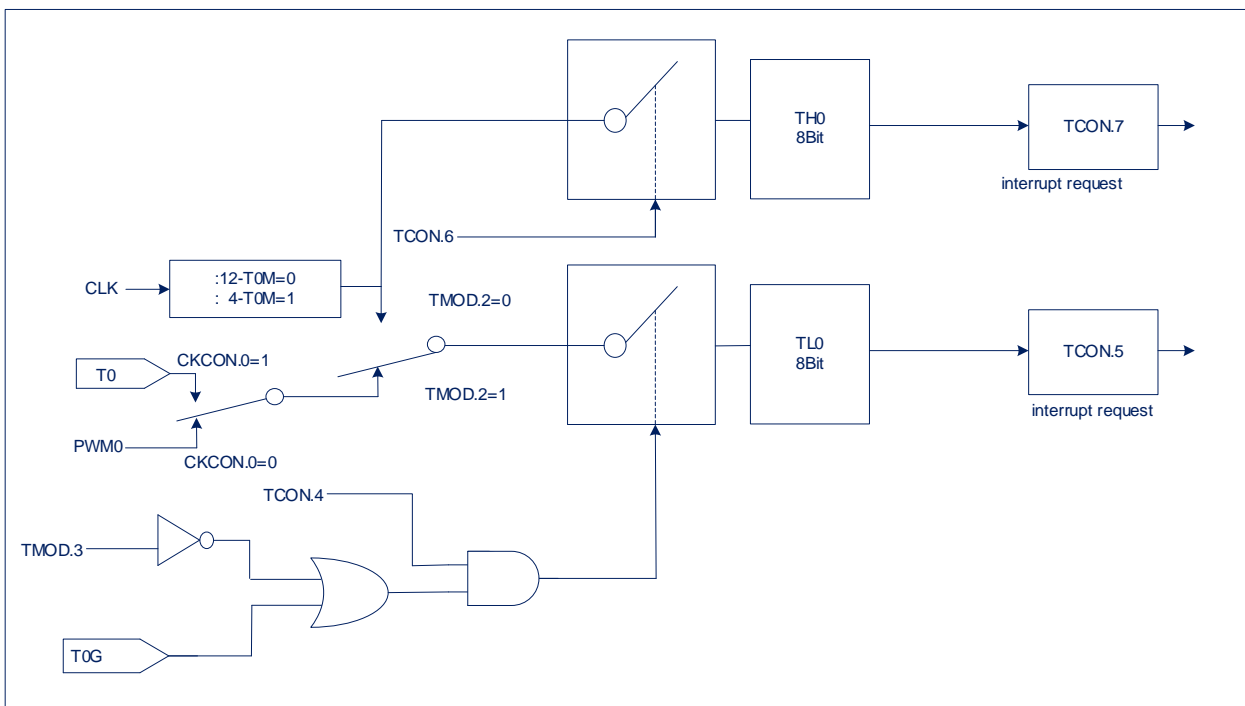 TH0
8Bit
TCON.7
interrupt request
TCON.6
CLK
:12-T0M=0
: 4-T0M=1
TMOD.2=0
TL0
8Bit
TCON.5
interrupt request
T0
CKCON.0=1
TMOD.2=1
PWM0
CKCON.0=0
TCON.4
TMOD.3
T0G